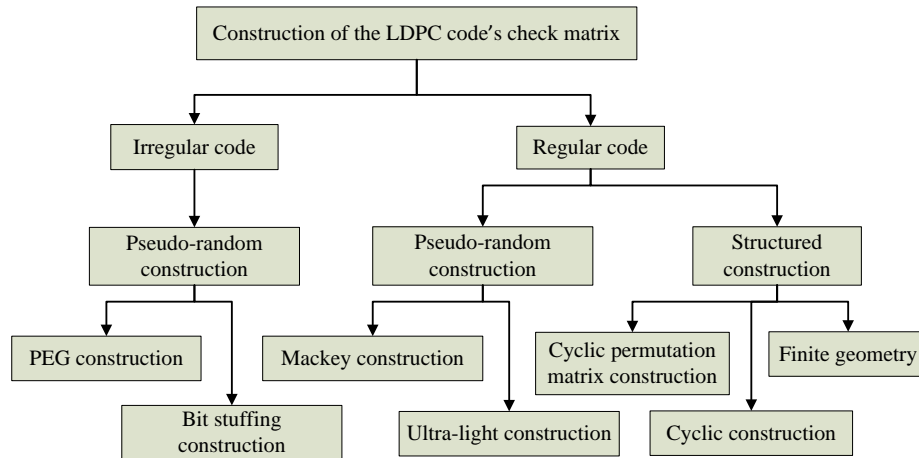 Construction of the LDPC code's check matrix
Irregular code
Regular code
Pseudo-random
construction
Pseudo-random
construction
Structured
construction
PEG construction
Mackey construction
Cyclic permutation
matrix construction
Finite geometry
Bit stuffing
construction
Ultra-light construction
Cyclic construction